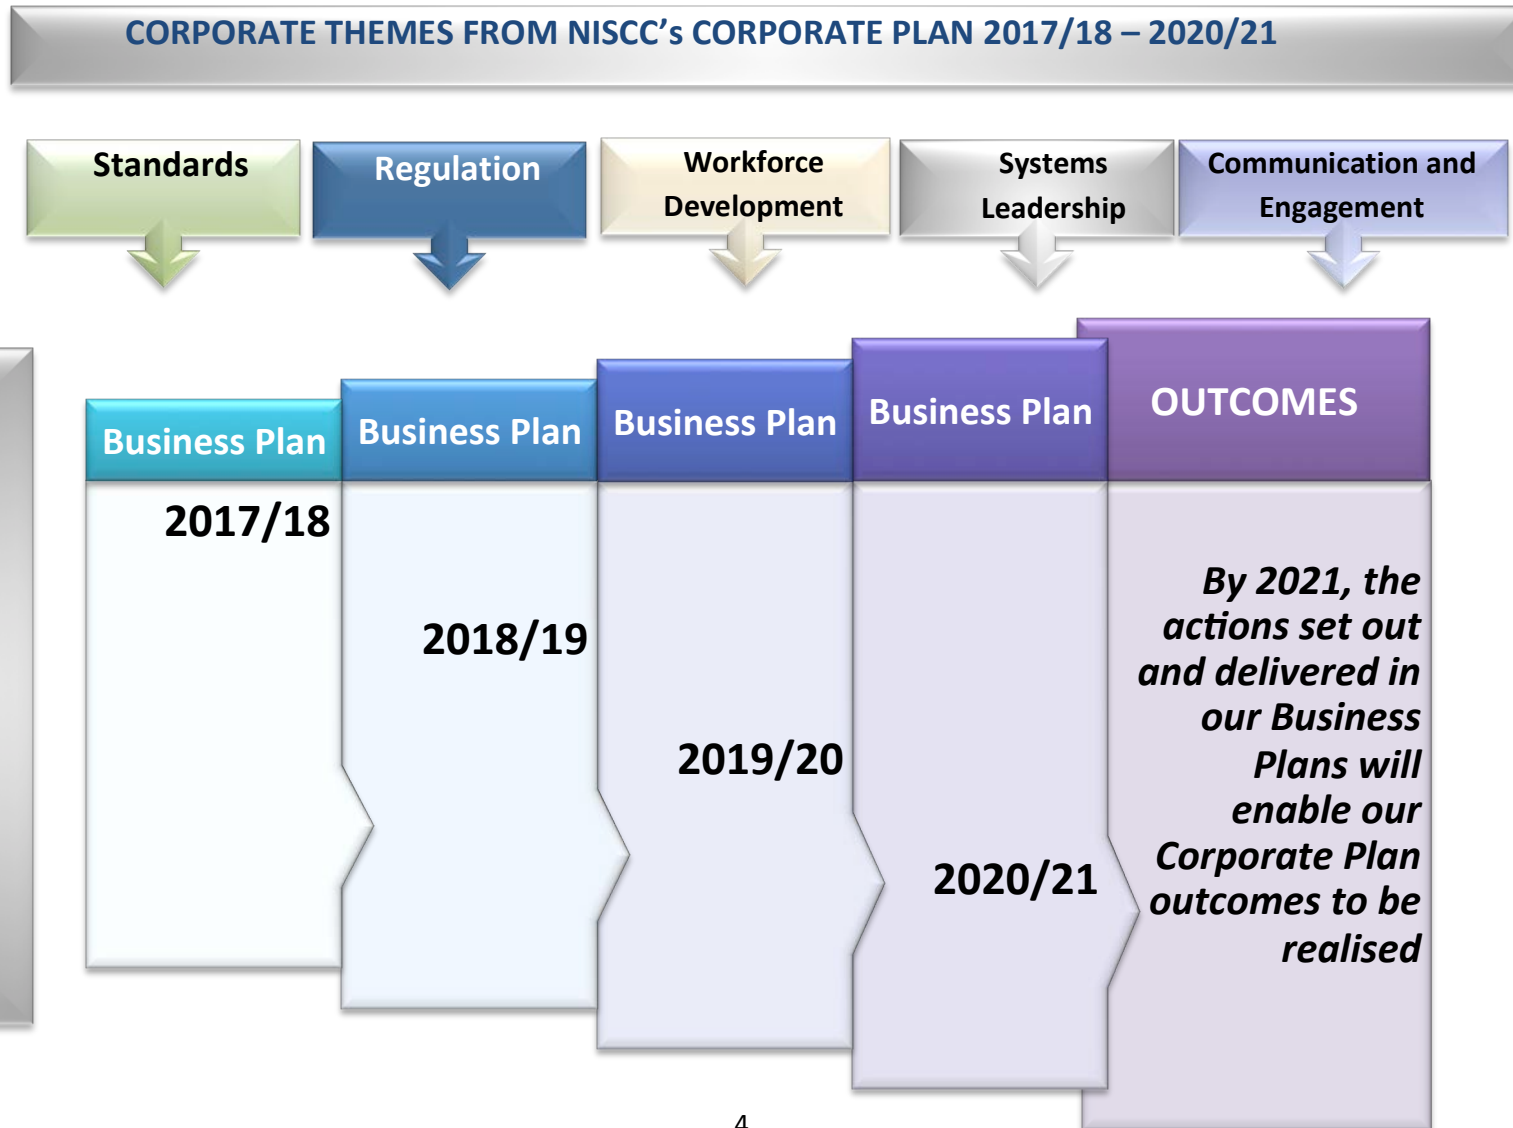 CORPORATE THEMES FROM NISCC's CORPORATE PLAN 2017/18 – 2020/21
Standards
Regulation
Workforce
Development
Systems
Leadership
Communication and
Engagement
Business Plan
Business Plan
Business Plan
Business Plan
OUTCOMES
2017/18
2018/19
2019/20
2020/21
By 2021, the
actions set out
and delivered in
our Business
Plans will
enable our
Corporate Plan
outcomes to be
realised
4